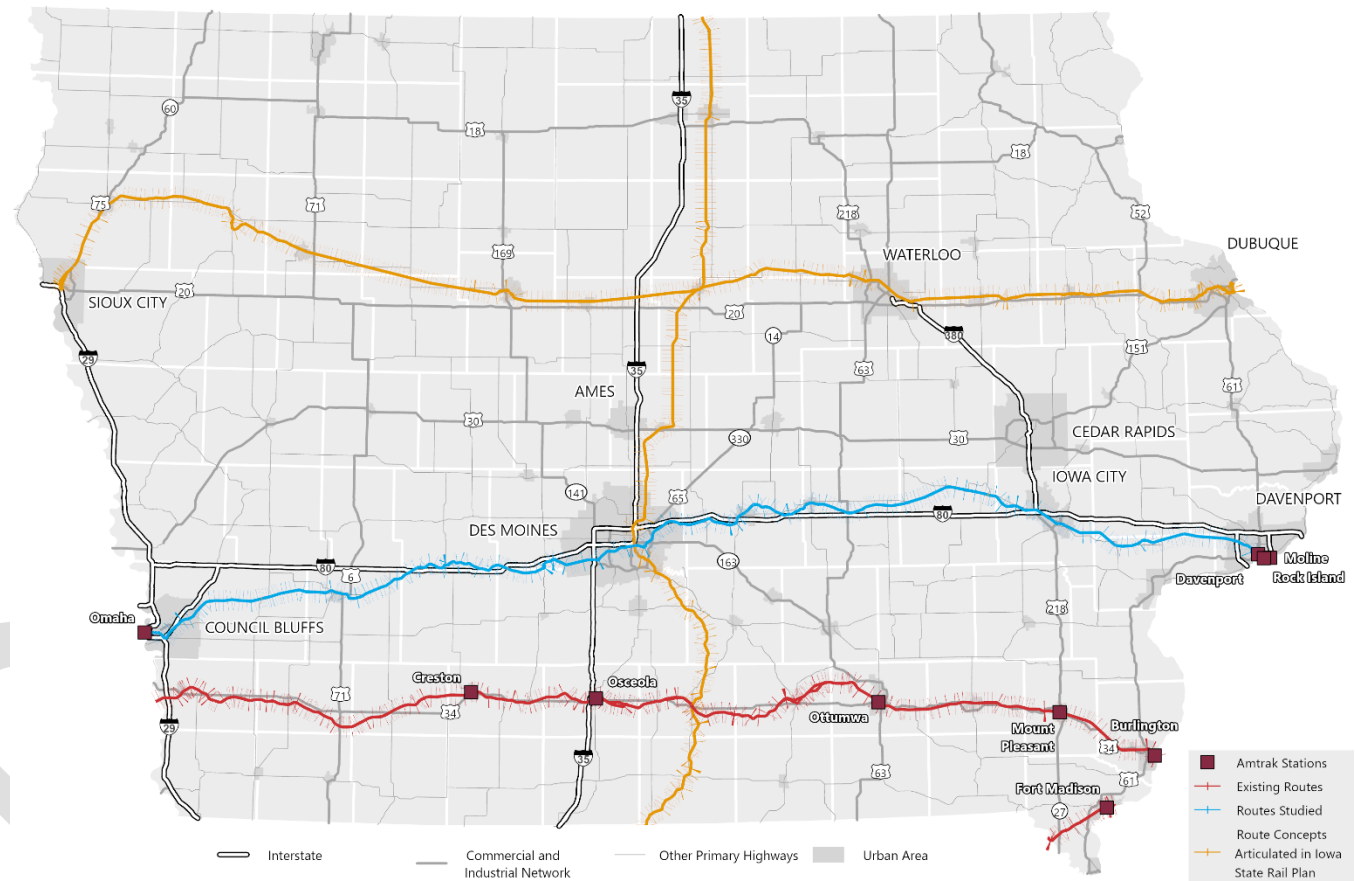 35
60
18
18
75
71
218
52
DUBUQUE
WATERLOO
169
SIOUX CITY
20
20
14
380
29
151
35
63
61
AMES
30
330
30
CEDAR RAPIDS
IOWA CITY
141
65
DAVENPORT
DES MOINES
80
163
80
6
Davenport
Moline
Rock Island
Omaha
COUNCIL BLUFFS
218
Creston
Osceola
71
34
29
Ottumwa
Mount
Pleasant
Burlington
34
35
63
61
Fort Madison
27
Amtrak Stations
Existing Routes
Routes Studied
Route Concepts
Articulated in Iowa
State Rail Plan
Interstate
Commercial and
Industrial Network
Other Primary Highways
Urban Area